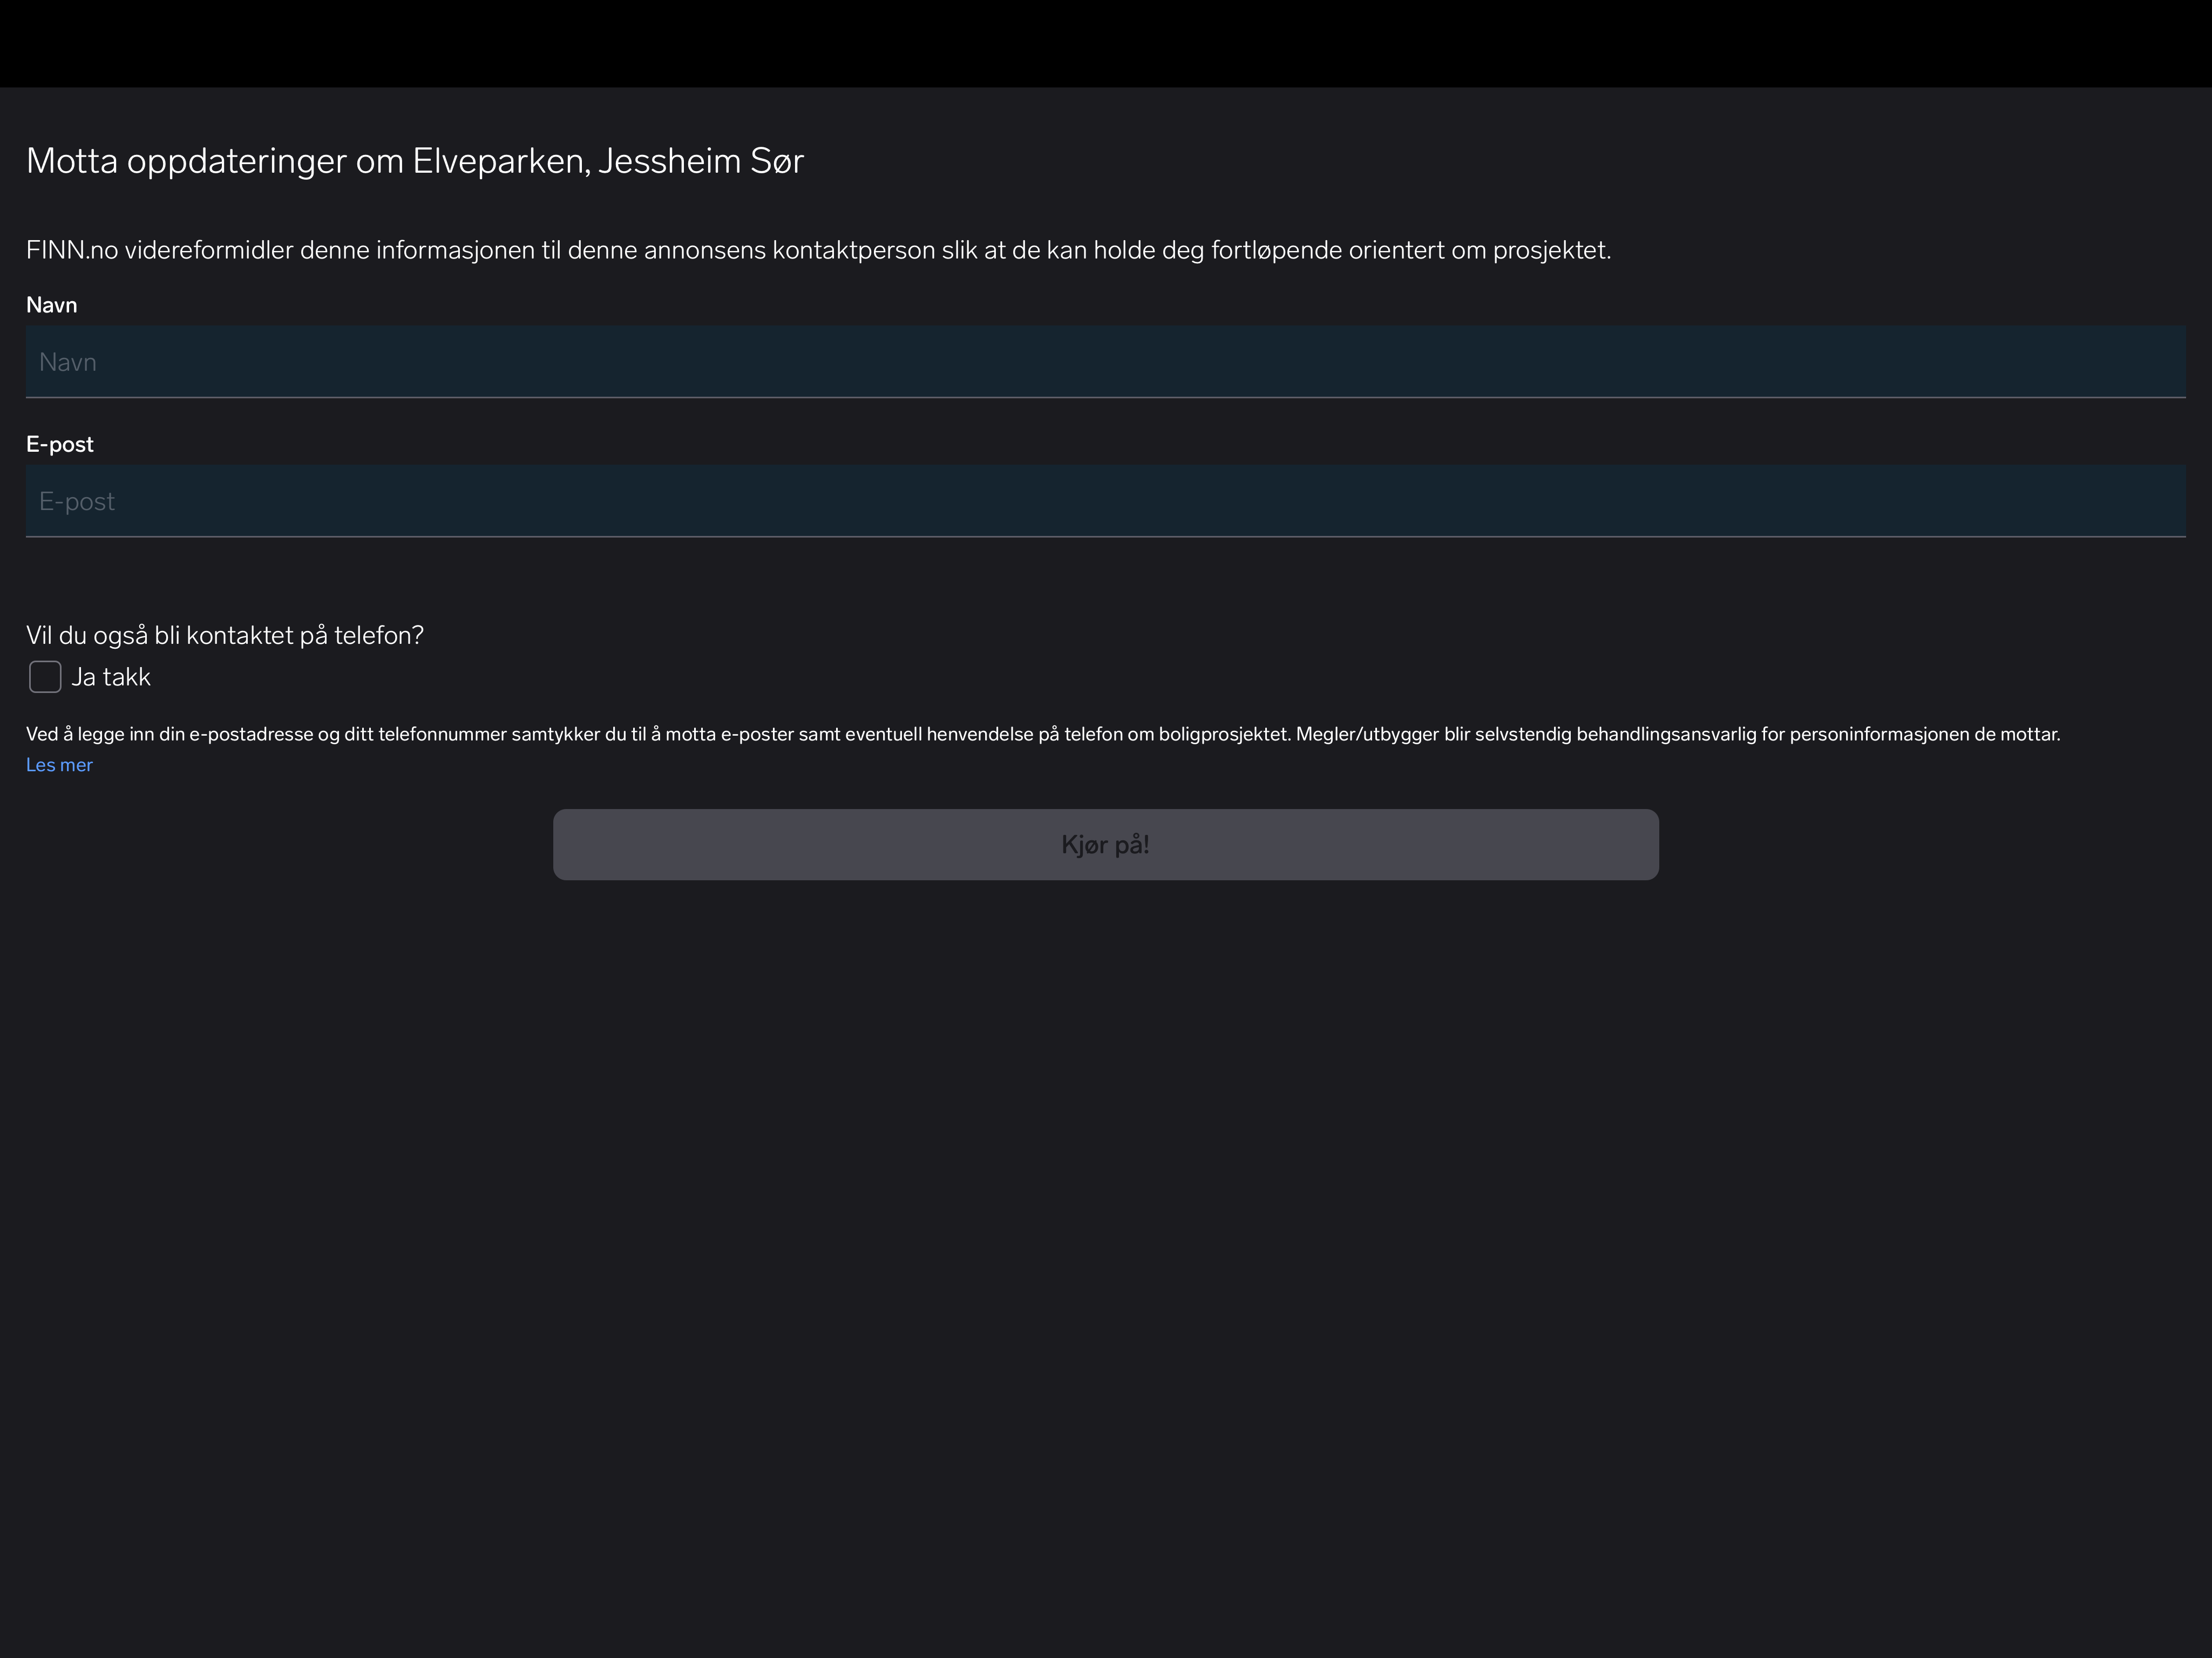 Motta oppdateringer om Elveparken, Jessheim Sør
FINN.no videreformidler denne informasjonen til denne annonsens kontaktperson slik at de kan holde deg fortløpende orientert om prosjektet.
Navn
Navn
E-post
E-post
Vil du også bli kontaktet på telefon?
Ja takk
Ved å legge inn din e-postadresse og ditt telefonnummer samtykker du til å motta e-poster samt eventuell henvendelse på telefon om boligprosjektet. Megler/utbygger blir selvstendig behandlingsansvarlig for personinformasjonen de mottar.
Les mer
Kjør på!